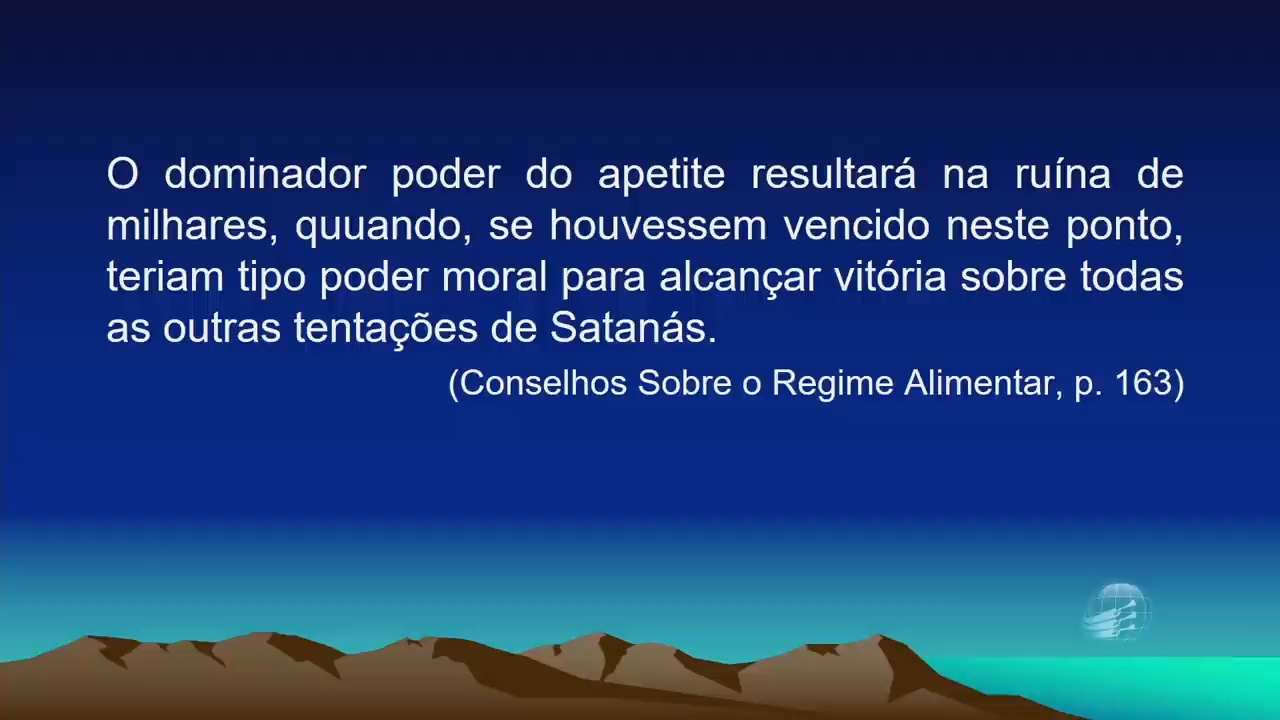 O dominador poder do apetite resultará na ruína de
milhares, quuando, se houvessem vencido neste ponto,
teriam tipo poder moral para alcançar vitória sobre todas
as outras tentações de Satanás.
(Conselhos Sobre o Regime Alimentar, p. 163)